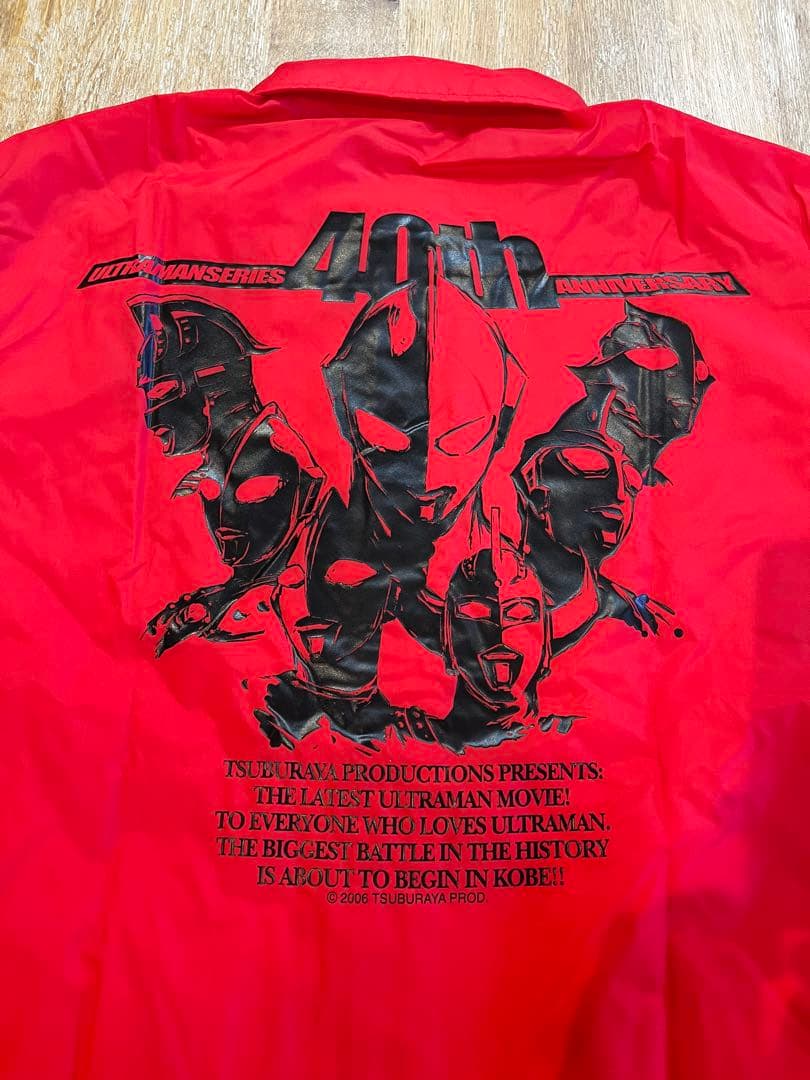 ULTRAMANSERIES 40th ANNIVERSARY
TSUBURAYA PRODUCTIONS PRESENTS:
THE LATEST ULTRAMAN MOVIE!
TO EVERYONE WHO LOVES ULTRAMAN.
THE BIGGEST BATTLE IN THE HISTORY
IS ABOUT TO BEGIN IN KOBE!!
© 2006 TSUBURAYA PROD.